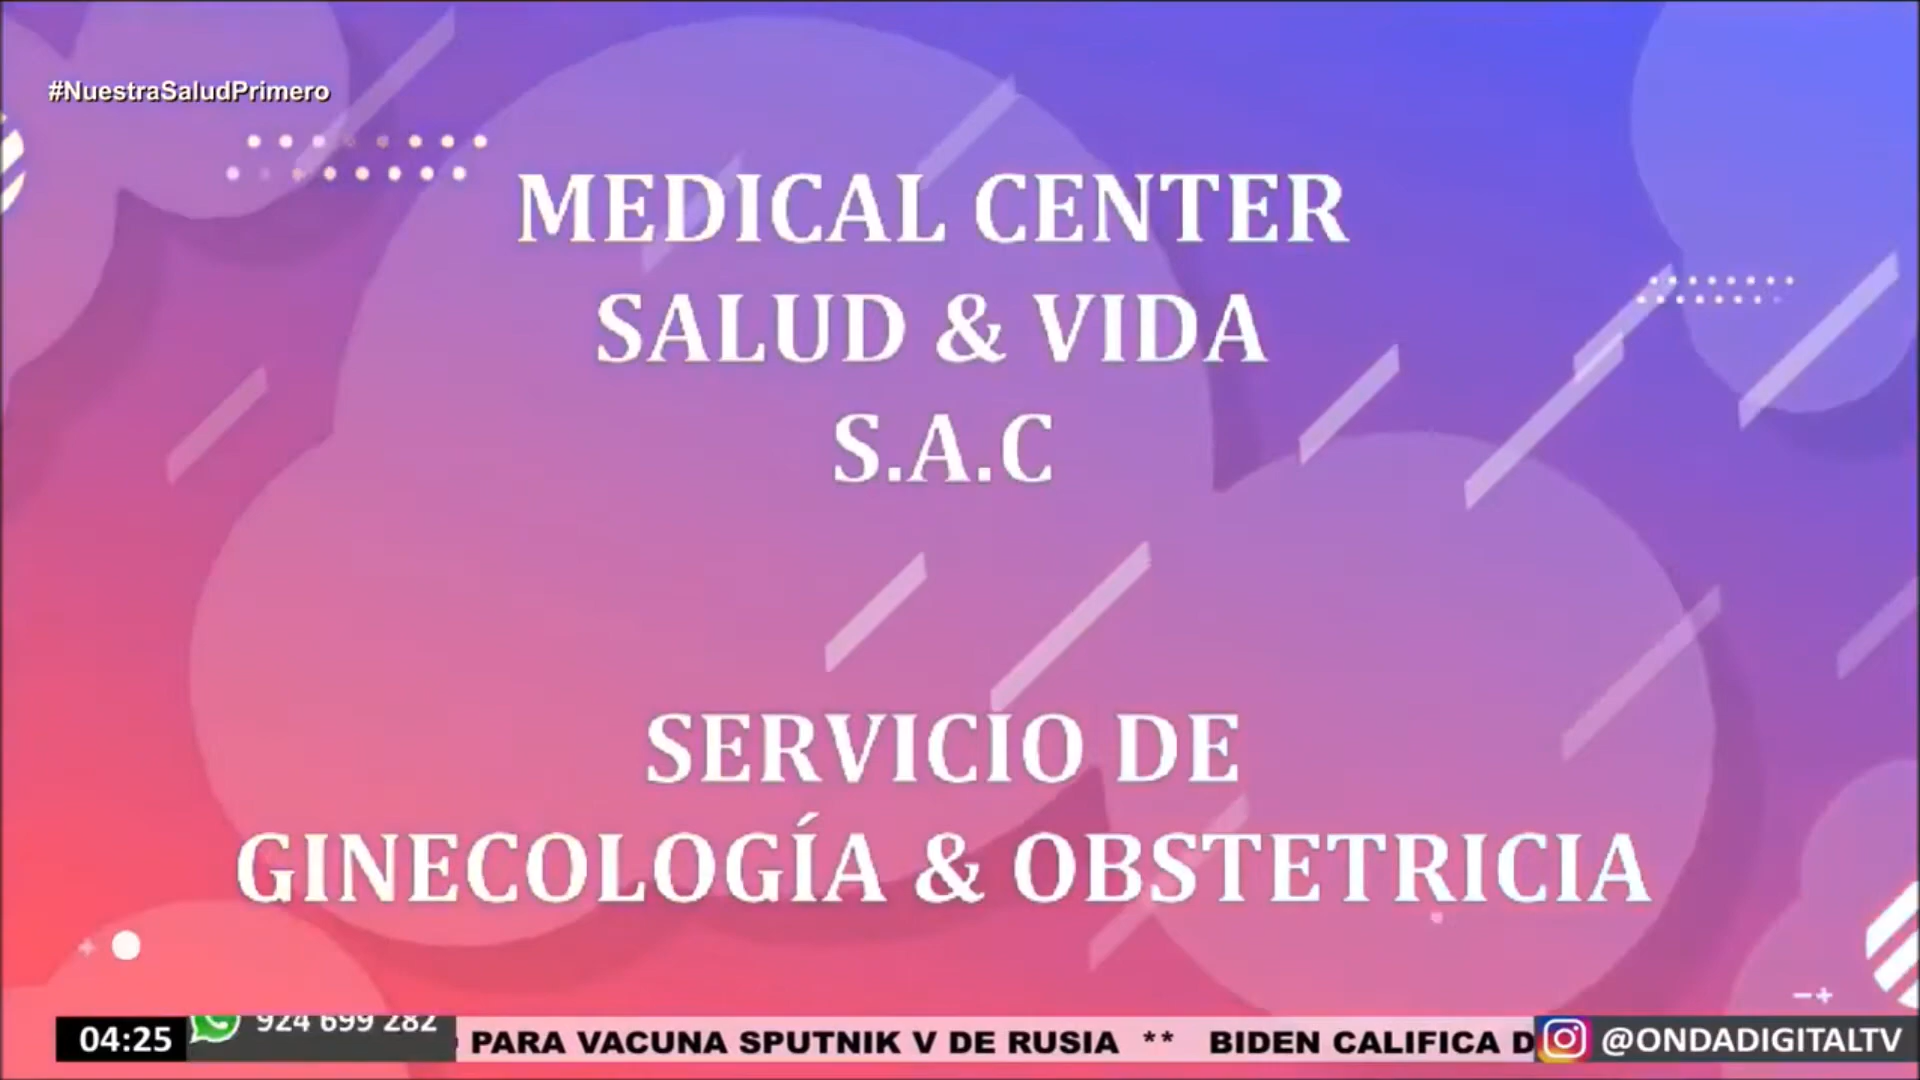 #NuestraSaludPrimero
MEDICAL CENTER
SALUD & VIDA
S.A.C
SERVICIO DE
GINECOLOGÍA & OBSTETRICIA
04:25
924 699 282
PARA VACUNA SPUTNIK V DE RUSIA ** BIDEN CALIFICA D
@ONDADIGITALTV